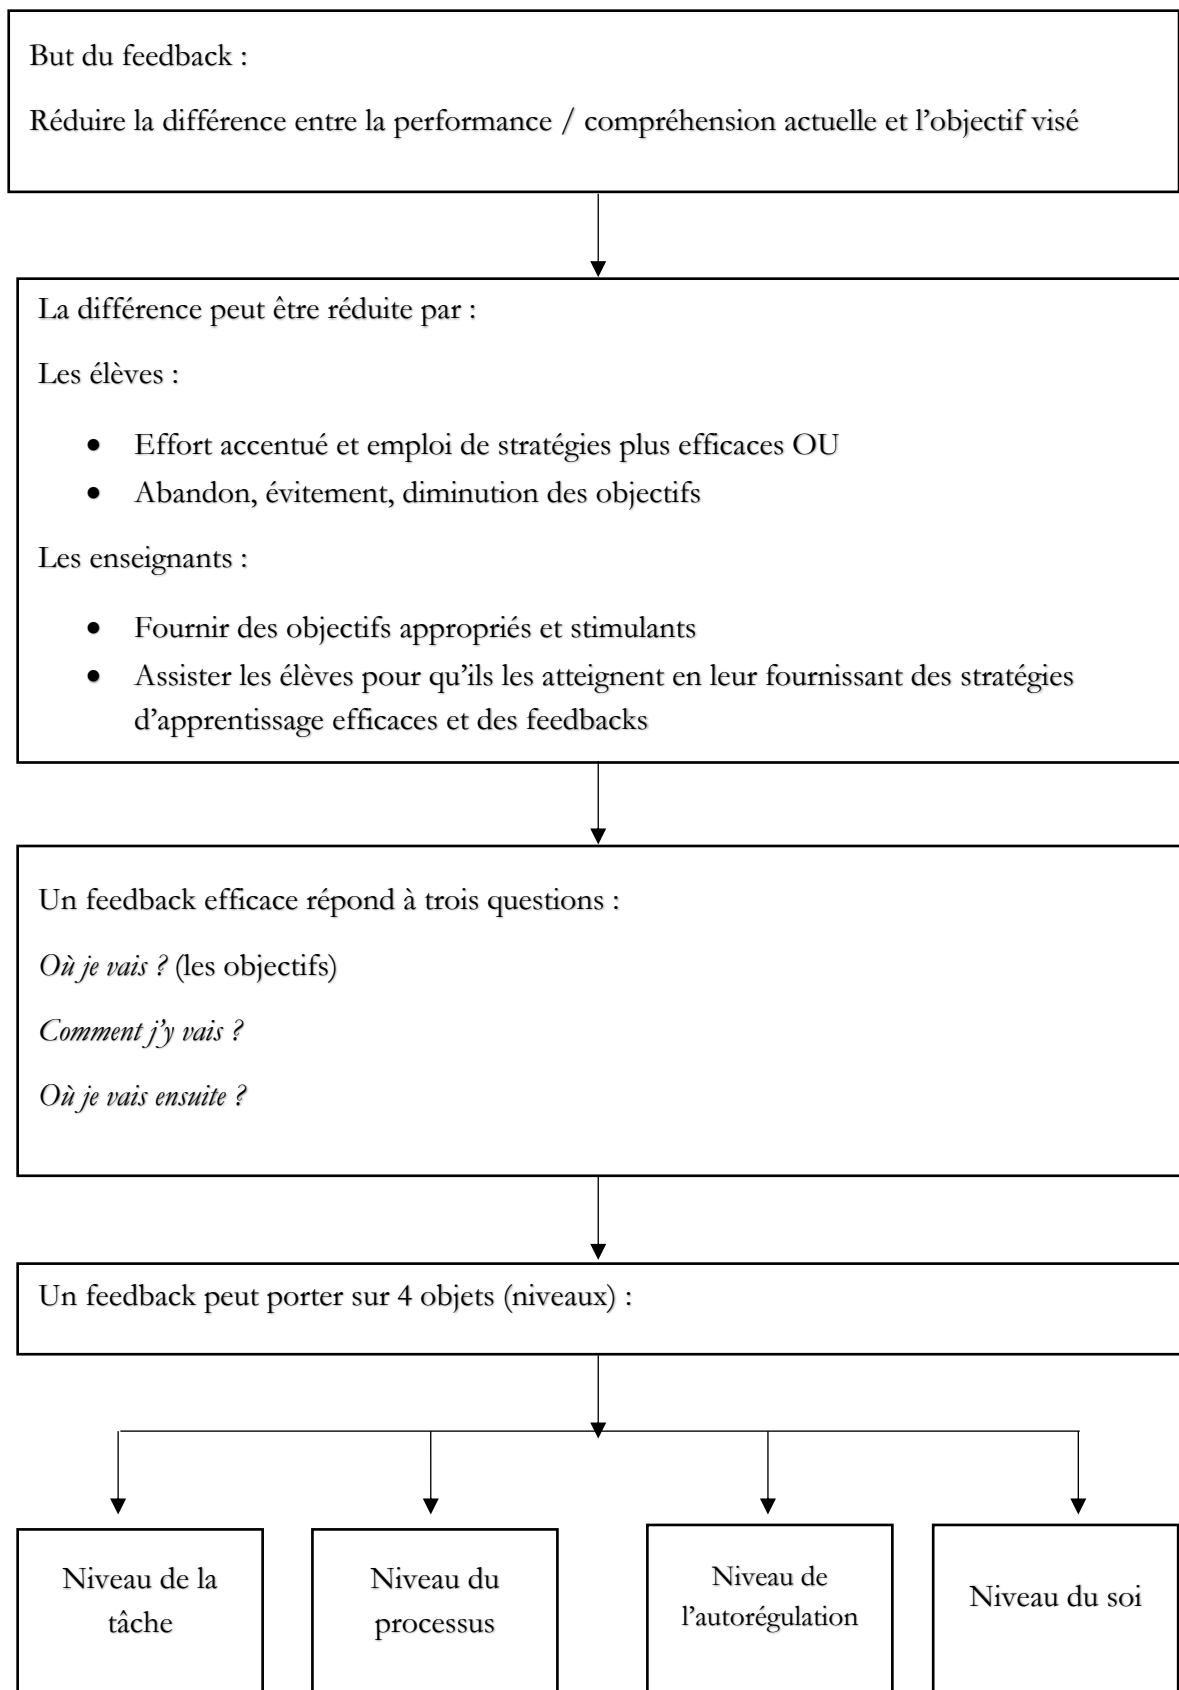 But du feedback :
Réduire la différence entre la performance / compréhension actuelle et l’objectif visé
La différence peut être réduite par :
Les élèves :
• Effort accentué et emploi de stratégies plus efficaces OU
• Abandon, évitement, diminution des objectifs
Les enseignants :
• Fournir des objectifs appropriés et stimulants
• Assister les élèves pour qu’ils les atteignent en leur fournissant des stratégies
d’apprentissage efficaces et des feedbacks
Un feedback efficace répond à trois questions :
Où je vais ? (les objectifs)
Comment j’y vais ?
Où je vais ensuite ?
Un feedback peut porter sur 4 objets (niveaux) :
Niveau de la
tâche
Niveau du
processus
Niveau de
l’autorégulation
Niveau du soi